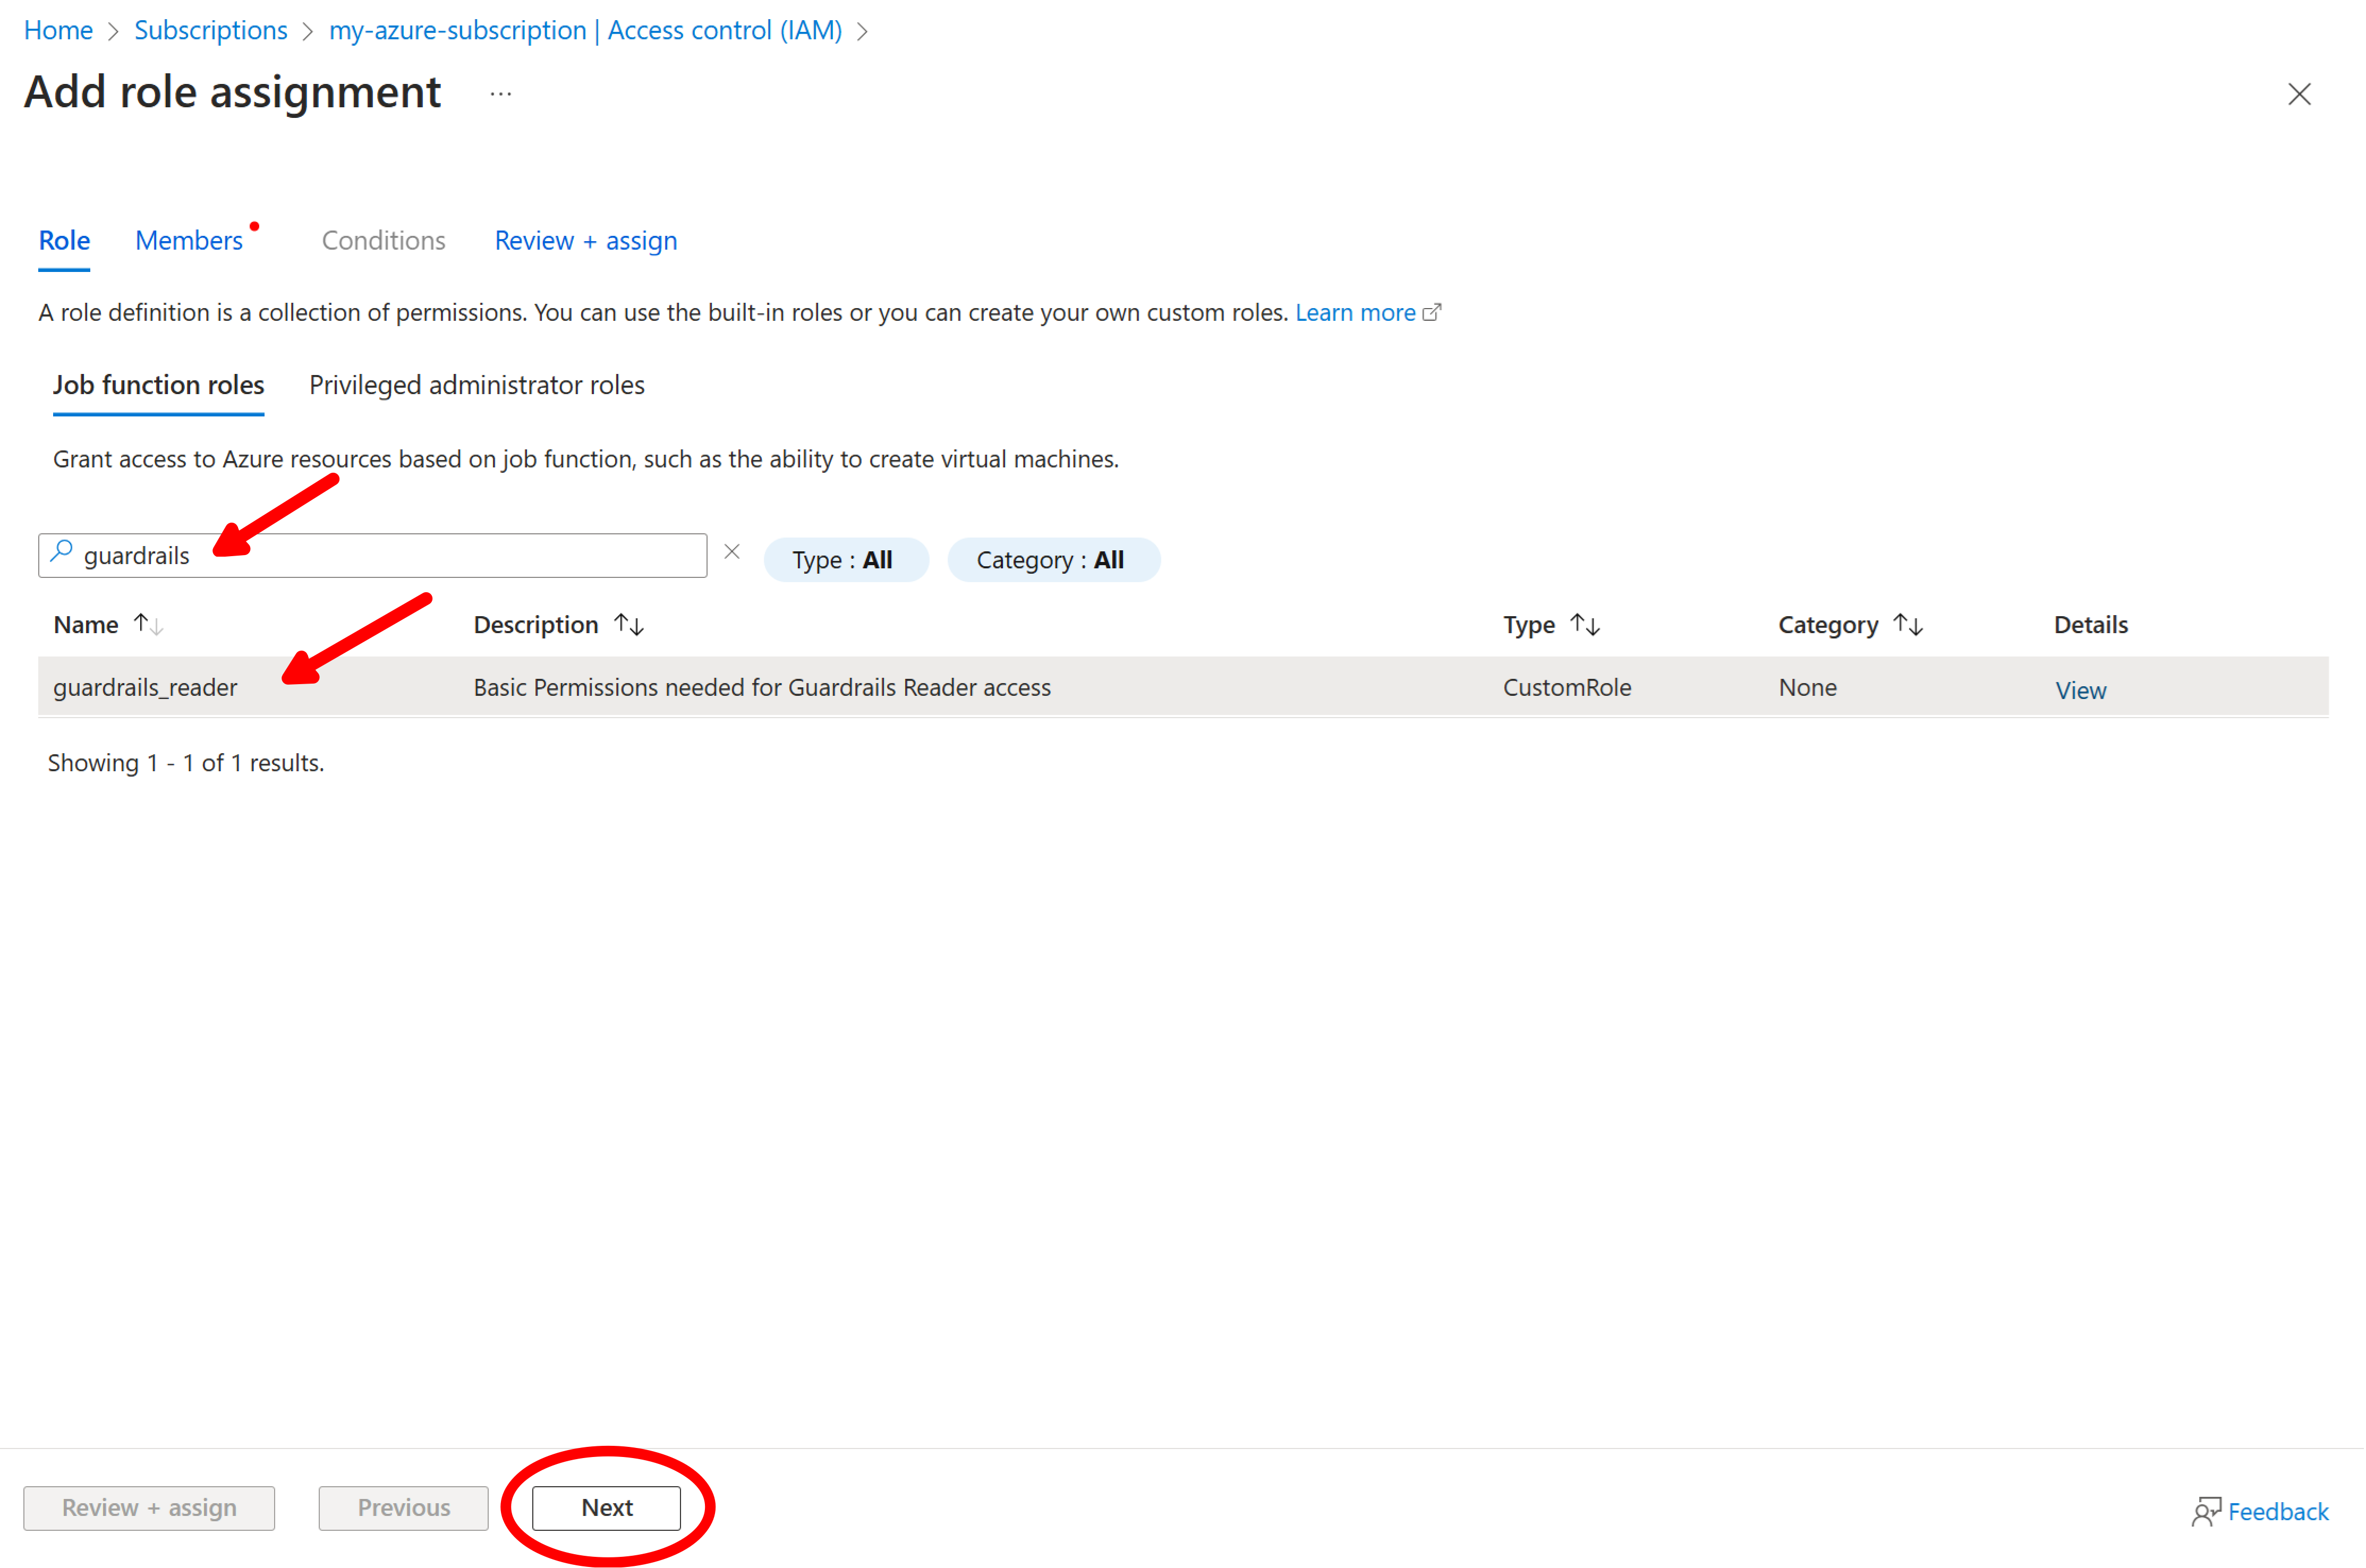 Home > Subscriptions > my-azure-subscription | Access control (IAM) >
Add role assignment ...
Role Members Conditions Review + assign
A role definition is a collection of permissions. You can use the built-in roles or you can create your own custom roles. Learn more
Job function roles Privileged administrator roles
Grant access to Azure resources based on job function, such as the ability to create virtual machines.
guardrails Type : All Category : All
Name Description Type Category Details
guardrails_reader Basic Permissions needed for Guardrails Reader access CustomRole None View
Showing 1 - 1 of 1 results.
Review + assign Previous Next Feedback